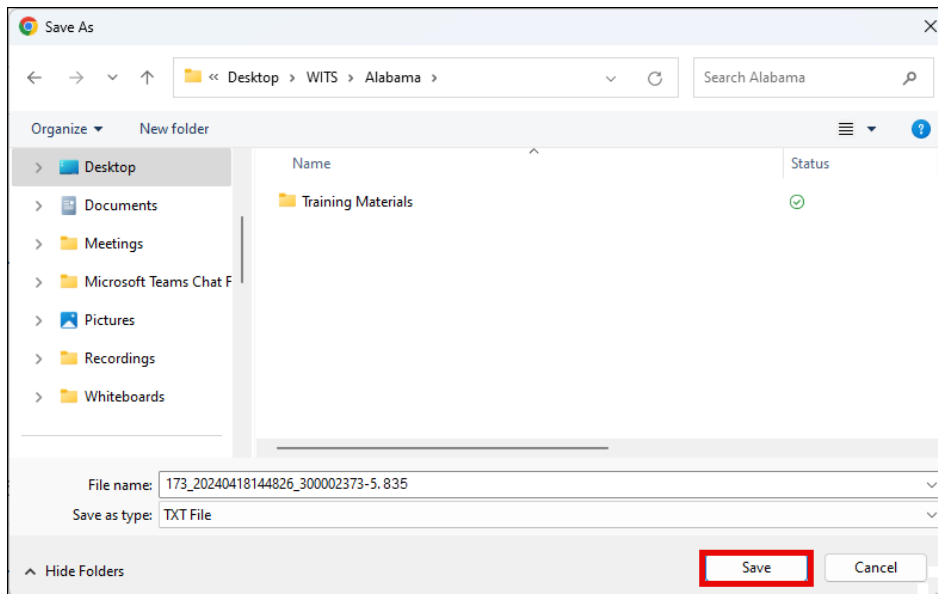 Save As
« Desktop > WITS > Alabama >
Search Alabama
Organize
New folder
Name
Status
Desktop
Training Materials
Documents
Meetings
Microsoft Teams Chat F
Pictures
Recordings
Whiteboards
File name: 173_20240418144826_300002373-5.835
Save as type: TXT File
Hide Folders
Save
Cancel